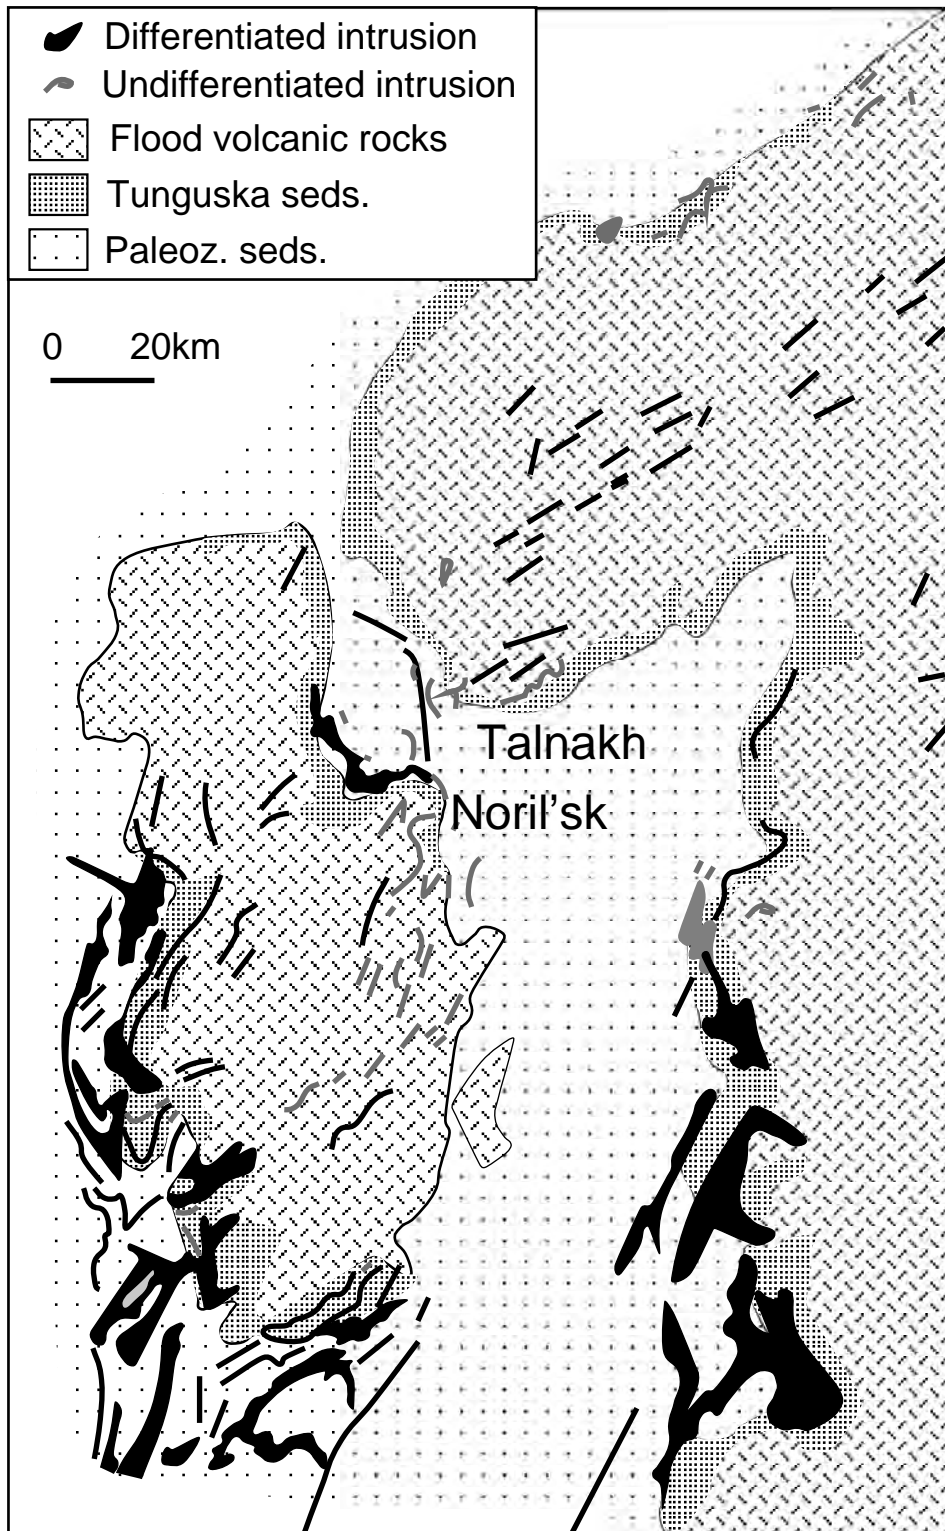 Differentiated intrusion
Undifferentiated intrusion
Flood volcanic rocks
Tunguska seds.
Paleoz. seds.
0 20km
Talnakh
Noril'sk